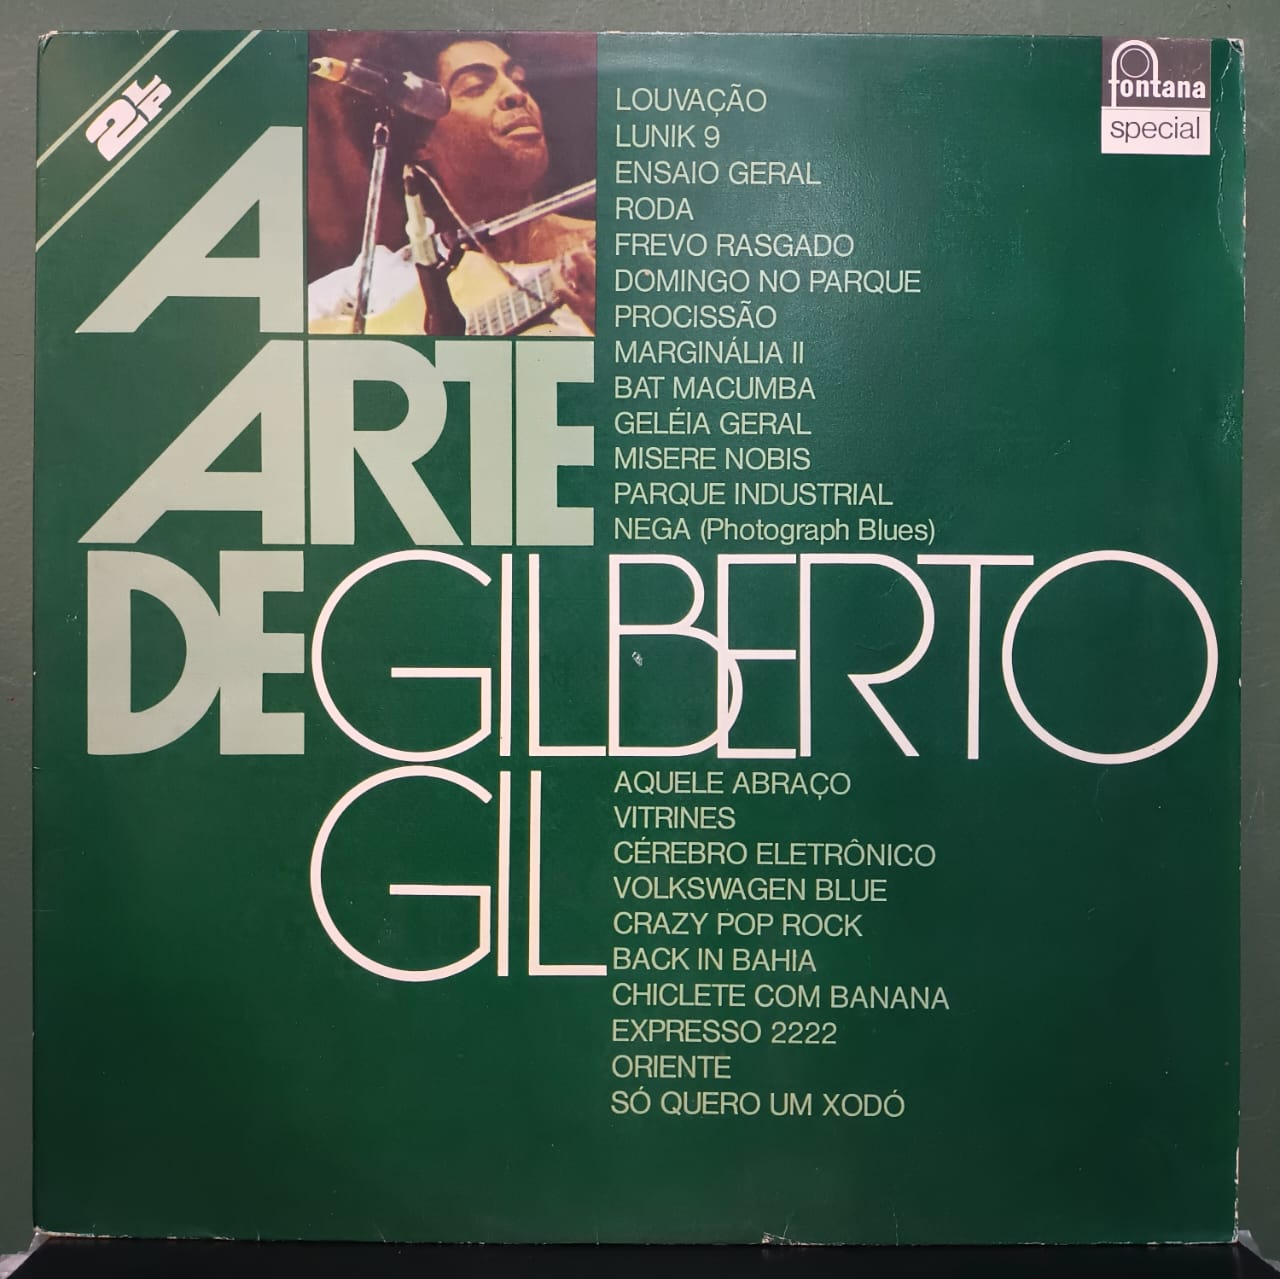 2LP
A
ARTE
DE GILBERTO
GIL
LOUVAÇÃO
LUNIK 9
ENSAIO GERAL
RODA
FREVO RASGADO
DOMINGO NO PARQUE
PROCISSÃO
MARGINÁLIA II
BAT MACUMBA
GELÉIA GERAL
MISERE NOBIS
PARQUE INDUSTRIAL
NEGA (Photograph Blues)
AQUELE ABRAÇO
VITRINES
CÉREBRO ELETRÔNICO
VOLKSWAGEN BLUE
CRAZY POP ROCK
BACK IN BAHIA
CHICLETE COM BANANA
EXPRESSO 2222
ORIENTE
SÓ QUERO UM XODÓ
fontana
special